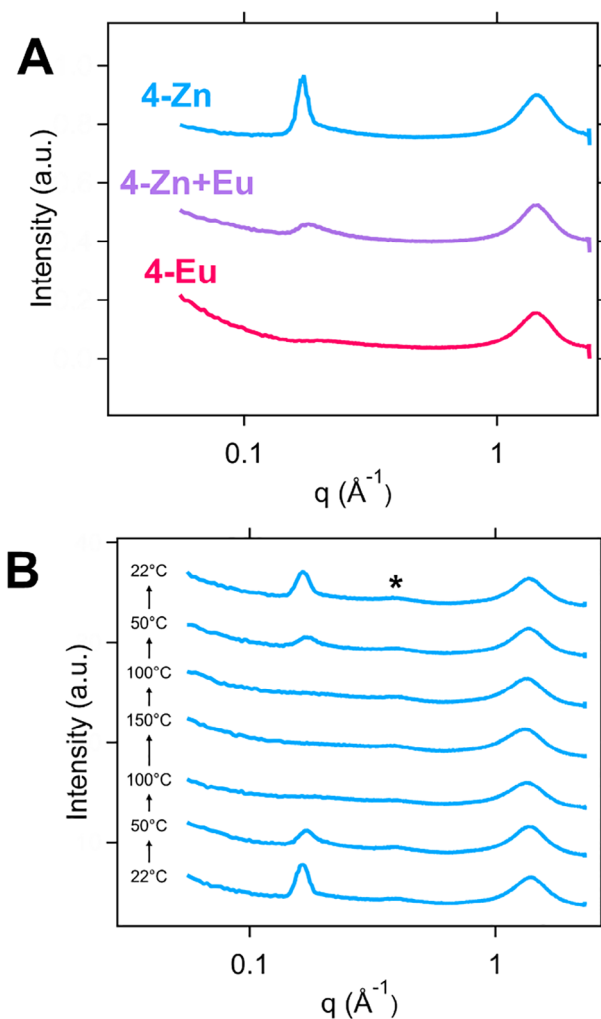 A
4-Zn
4-Zn+Eu
4-Eu
Intensity (a.u.)
0.1
1
q (Å⁻¹)
B
22°C
*
50°C
100°C
150°C
100°C
50°C
22°C
Intensity (a.u.)
0.1
1
q (Å⁻¹)